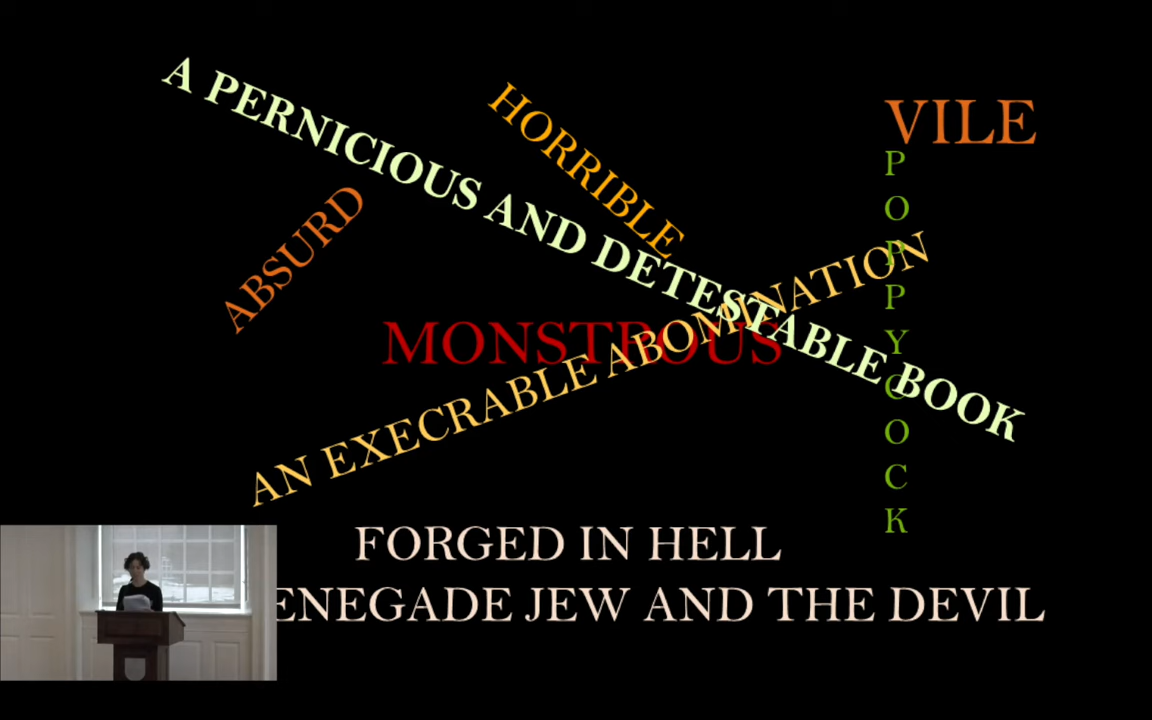 A PERNICIOUS AND DETESTABLE BOOK
HORRIBLE
VILE
POPPYCOCK
ABSURD
MONSTROUS
AN EXECRABLE ABOMINATION
FORGED IN HELL
ENEGADE JEW AND THE DEVIL